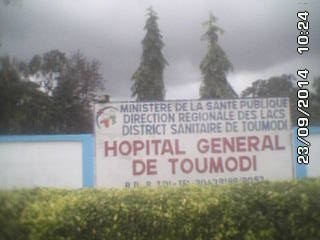 MINISTERE DE LA SANTE PUBLIQUE
DIRECTION REGIONALE DES LACS
DISTRICT SANITAIRE DE TOUMODI
HOPITAL GENERAL
DE TOUMODI
23/09/2014 10:24